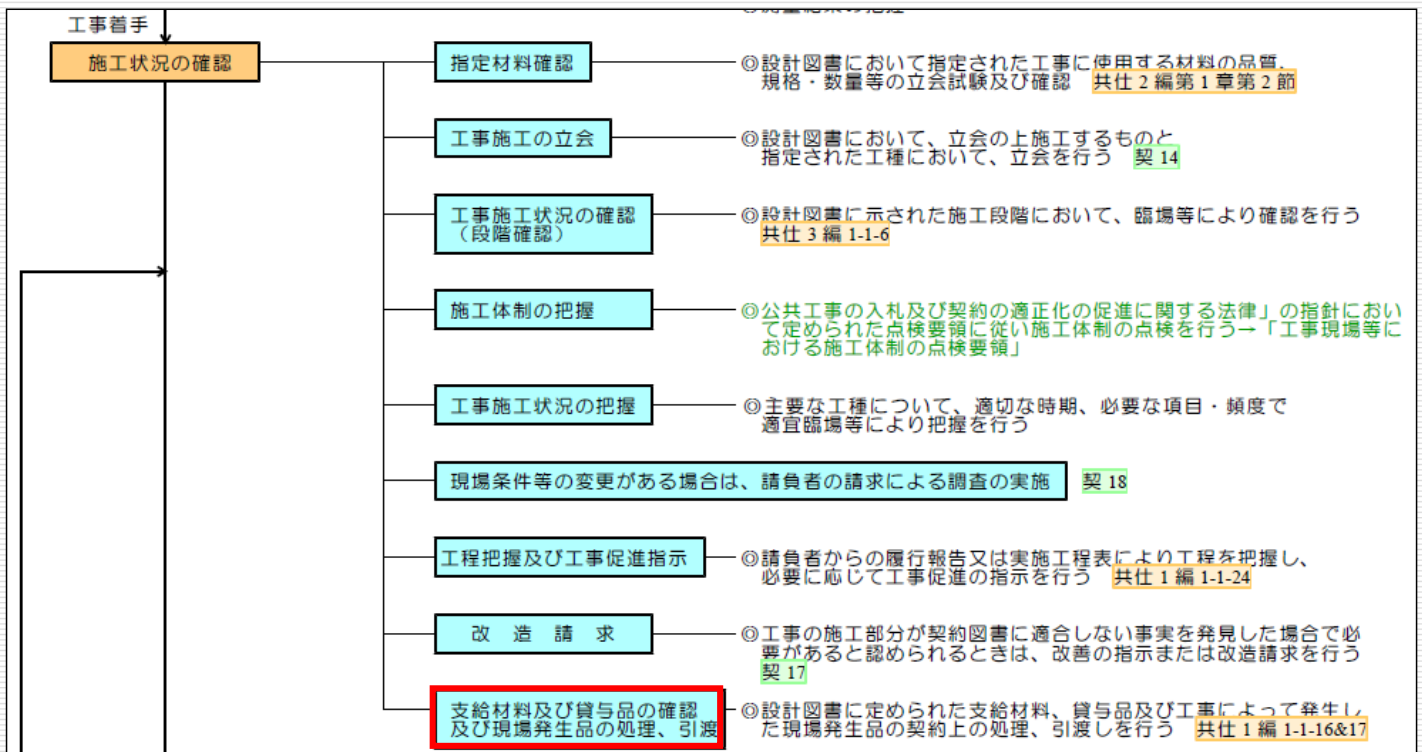 工事着手
施工状況の確認
指定材料確認
◎設計図書において指定された工事に使用する材料の品質、
規格・数量等の立会試験及び確認 共仕 2 編第 1 章第 2 節
工事施工の立会
◎設計図書において、立会の上施工するものと
指定された工種において、立会を行う 契 14
工事施工状況の確認
（段階確認）
◎設計図書に示された施工段階において、臨場等により確認を行う
共仕 3 編 1-1-6
施工体制の把握
◎公共工事の入札及び契約の適正化の促進に関する法律」の指針におい
て定められた点検要領に従い施工体制の点検を行う→「工事現場等に
おける施工体制の点検要領」
工事施工状況の把握
◎主要な工種について、適切な時期、必要な項目・頻度で
適宜臨場等により把握を行う
現場条件等の変更がある場合は、請負者の請求による調査の実施 契 18
工程把握及び工事促進指示
◎請負者からの履行報告又は実施工程表により工程を把握し、
必要に応じて工事促進の指示を行う 共仕 1 編 1-1-24
改 造 請 求
◎工事の施工部分が契約図書に適合しない事実を発見した場合で必
要があると認められるときは、改善の指示または改造請求を行う
契 17
支給材料及び貸与品の確認
及び現場発生品の処理、引渡
◎設計図書に定められた支給材料、貸与品及び工事によって発生し
た現場発生品の契約上の処理、引渡しを行う 共仕 1 編 1-1-16&17